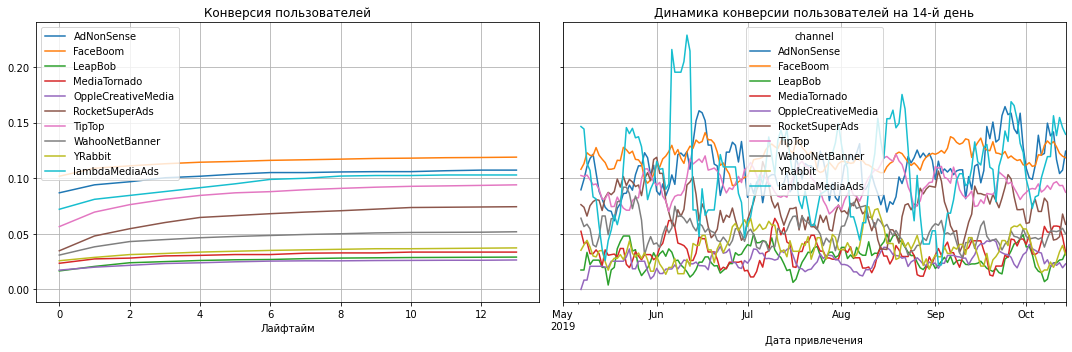 Конверсия пользователей
AdNonSense
FaceBoom
LeapBob
MediaTornado
OppleCreativeMedia
RocketSuperAds
TipTop
WahooNetBanner
YRabbit
lambdaMediaAds
0.20
0.15
0.10
0.05
0.00
0 2 4 6 8 10 12
Лайфтайм
Динамика конверсии пользователей на 14-й день
channel
AdNonSense
FaceBoom
LeapBob
MediaTornado
OppleCreativeMedia
RocketSuperAds
TipTop
WahooNetBanner
YRabbit
lambdaMediaAds
May Jun Jul Aug Sep Oct
2019
Дата привлечения